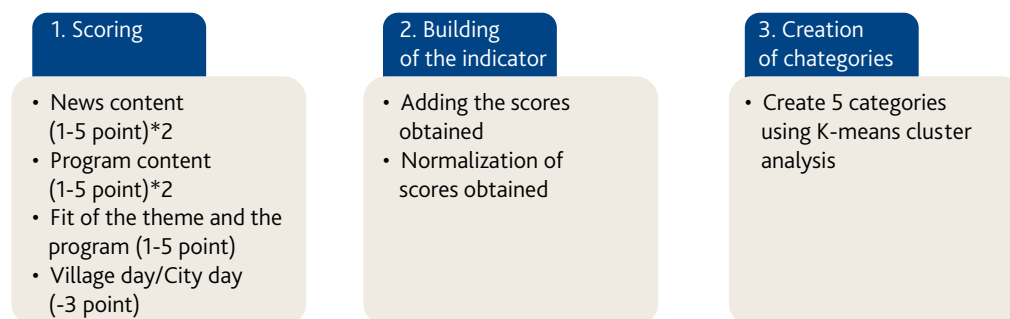 1. Scoring
• News content
(1-5 point)*2
• Program content
(1-5 point)*2
• Fit of the theme and the
program (1-5 point)
• Village day/City day
(-3 point)
2. Building
of the indicator
• Adding the scores
obtained
• Normalization of
scores obtained
3. Creation
of chategories
• Create 5 categories
using K-means cluster
analysis